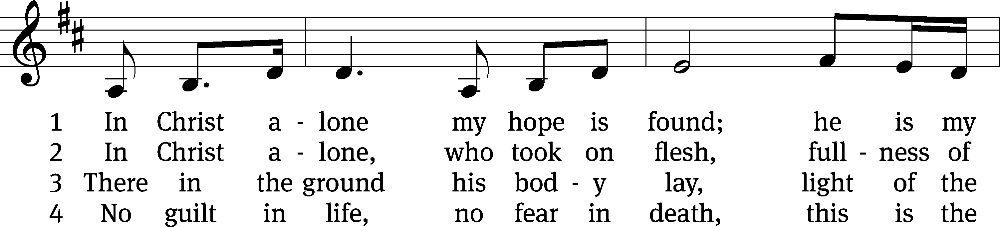 1 In Christ a - lone my hope is found; he is my
2 In Christ a - lone, who took on flesh, full - ness of
3 There in the ground his bod - y lay, light of the
4 No guilt in life, no fear in death, this is the